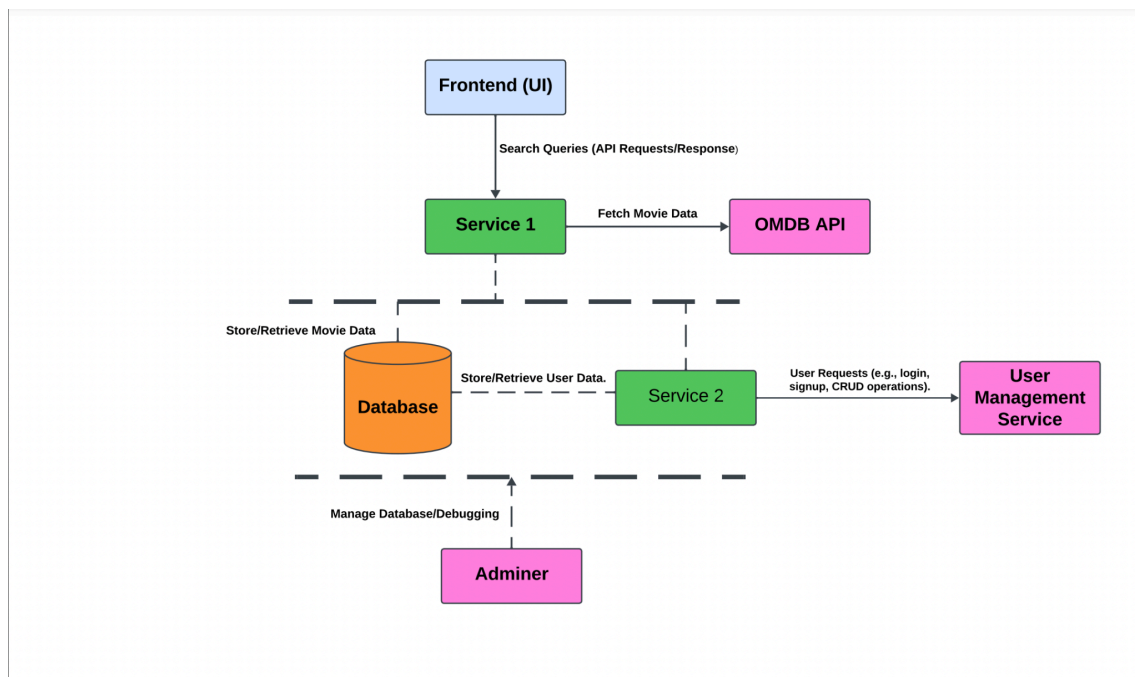 Frontend (UI)
Search Queries (API Requests/Response)
Service 1
Fetch Movie Data
OMDB API
Store/Retrieve Movie Data
Database
Store/Retrieve User Data.
Service 2
User Requests (e.g., login,
signup, CRUD operations).
User
Management
Service
Manage Database/Debugging
Adminer